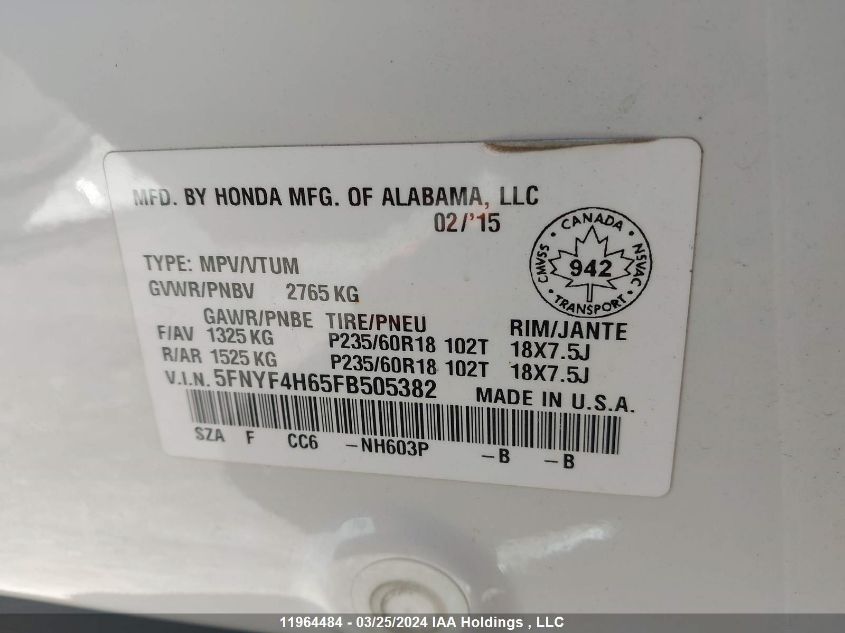 MFD. BY HONDA MFG. OF ALABAMA, LLC
02/'15
TYPE: MPV/VTUM
GVWR/PNBV 2765 KG
GAWR/PNBE TIRE/PNEU RIM/JANTE
F/AV 1325 KG P235/60R18 102T 18X7.5J
R/AR 1525 KG P235/60R18 102T 18X7.5J
V.I.N. 5FNYF4H65FB505382 MADE IN U.S.A.
SZA F CC6 -NH603P -B -B
CANADA
CMVSS 942 NSVAC
TRANSPORT
11964484 - 03/25/2024 IAA Holdings , LLC